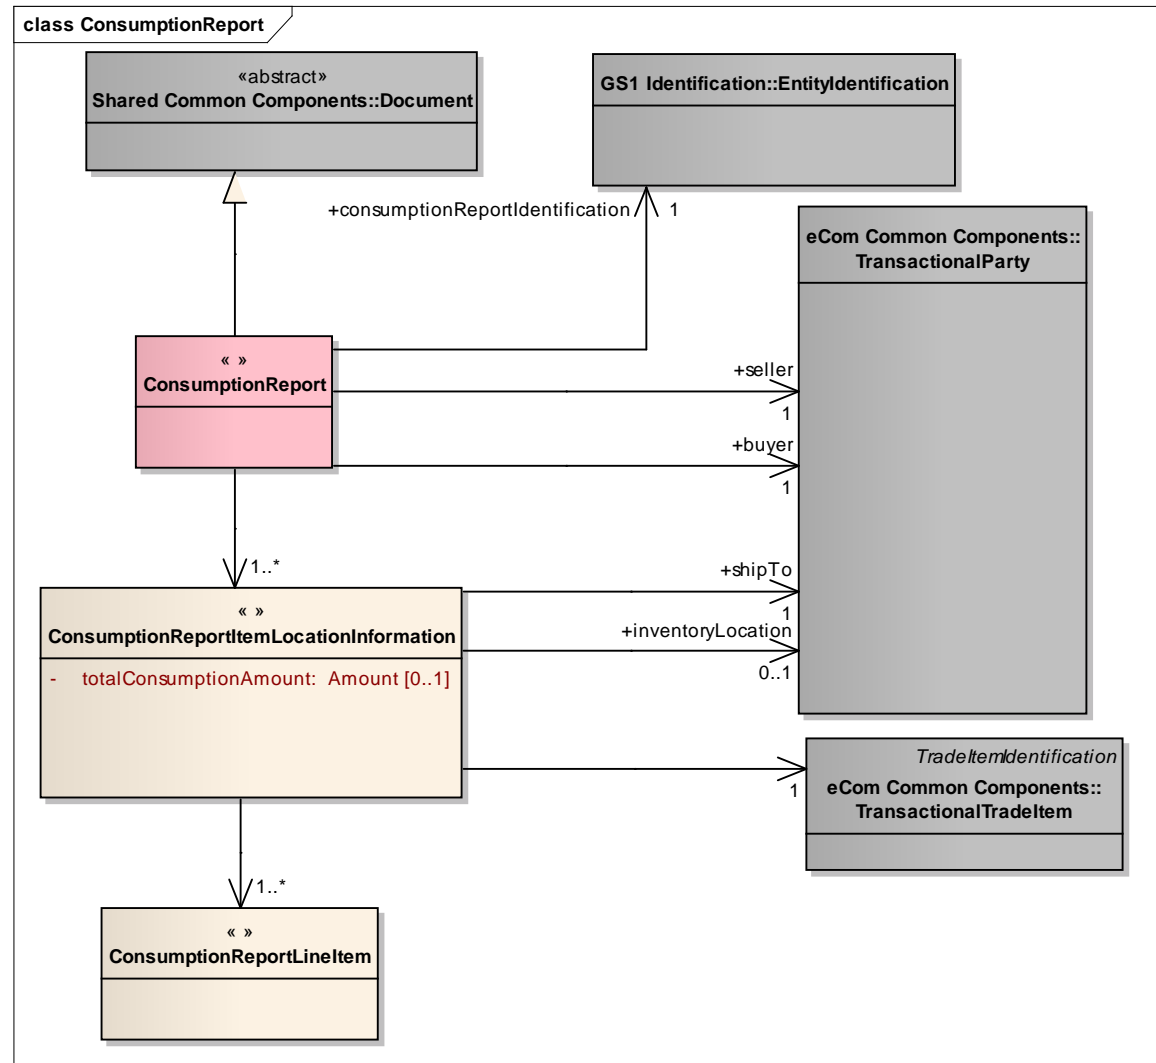 class ConsumptionReport
«abstract»
Shared Common Components::Document
GS1 Identification::EntityIdentification
+consumptionReportIdentification
1
eCom Common Components::
TransactionalParty
« »
ConsumptionReport
+seller
1
+buyer
1
1..*
+shipTo
1
« »
ConsumptionReportItemLocationInformation
+inventoryLocation
0..1
- totalConsumptionAmount: Amount [0..1]
TradeItemIdentification
eCom Common Components::
TransactionalTradeItem
1
1..*
« »
ConsumptionReportLineItem